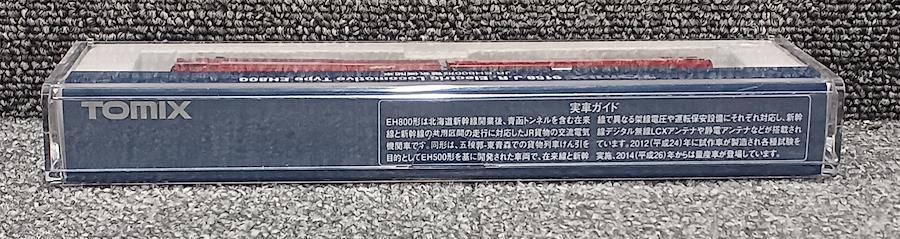 9158 J.R. Electric Locomotive Type EH800
TOMIX
実車ガイド
EH800形は北海道新幹線開業後、青函トンネルを含む在来
線と新幹線の共用区間の走行に対応したJR貨物の交流電気
機関車です。同形は、五稜郭-東青森での貨物列車けん引を
目的としてEH500形を基に開発された車両で、在来線と新幹
線で異なる架線電圧や運転保安設備にそれぞれ対応し、新幹
線デジタル無線LCXアンテナや静電アンテナなどが搭載され
ています。2012(平成24)年に試作車が製造され各種試験を
実施、2014(平成26)年からは量産車が登場しています。